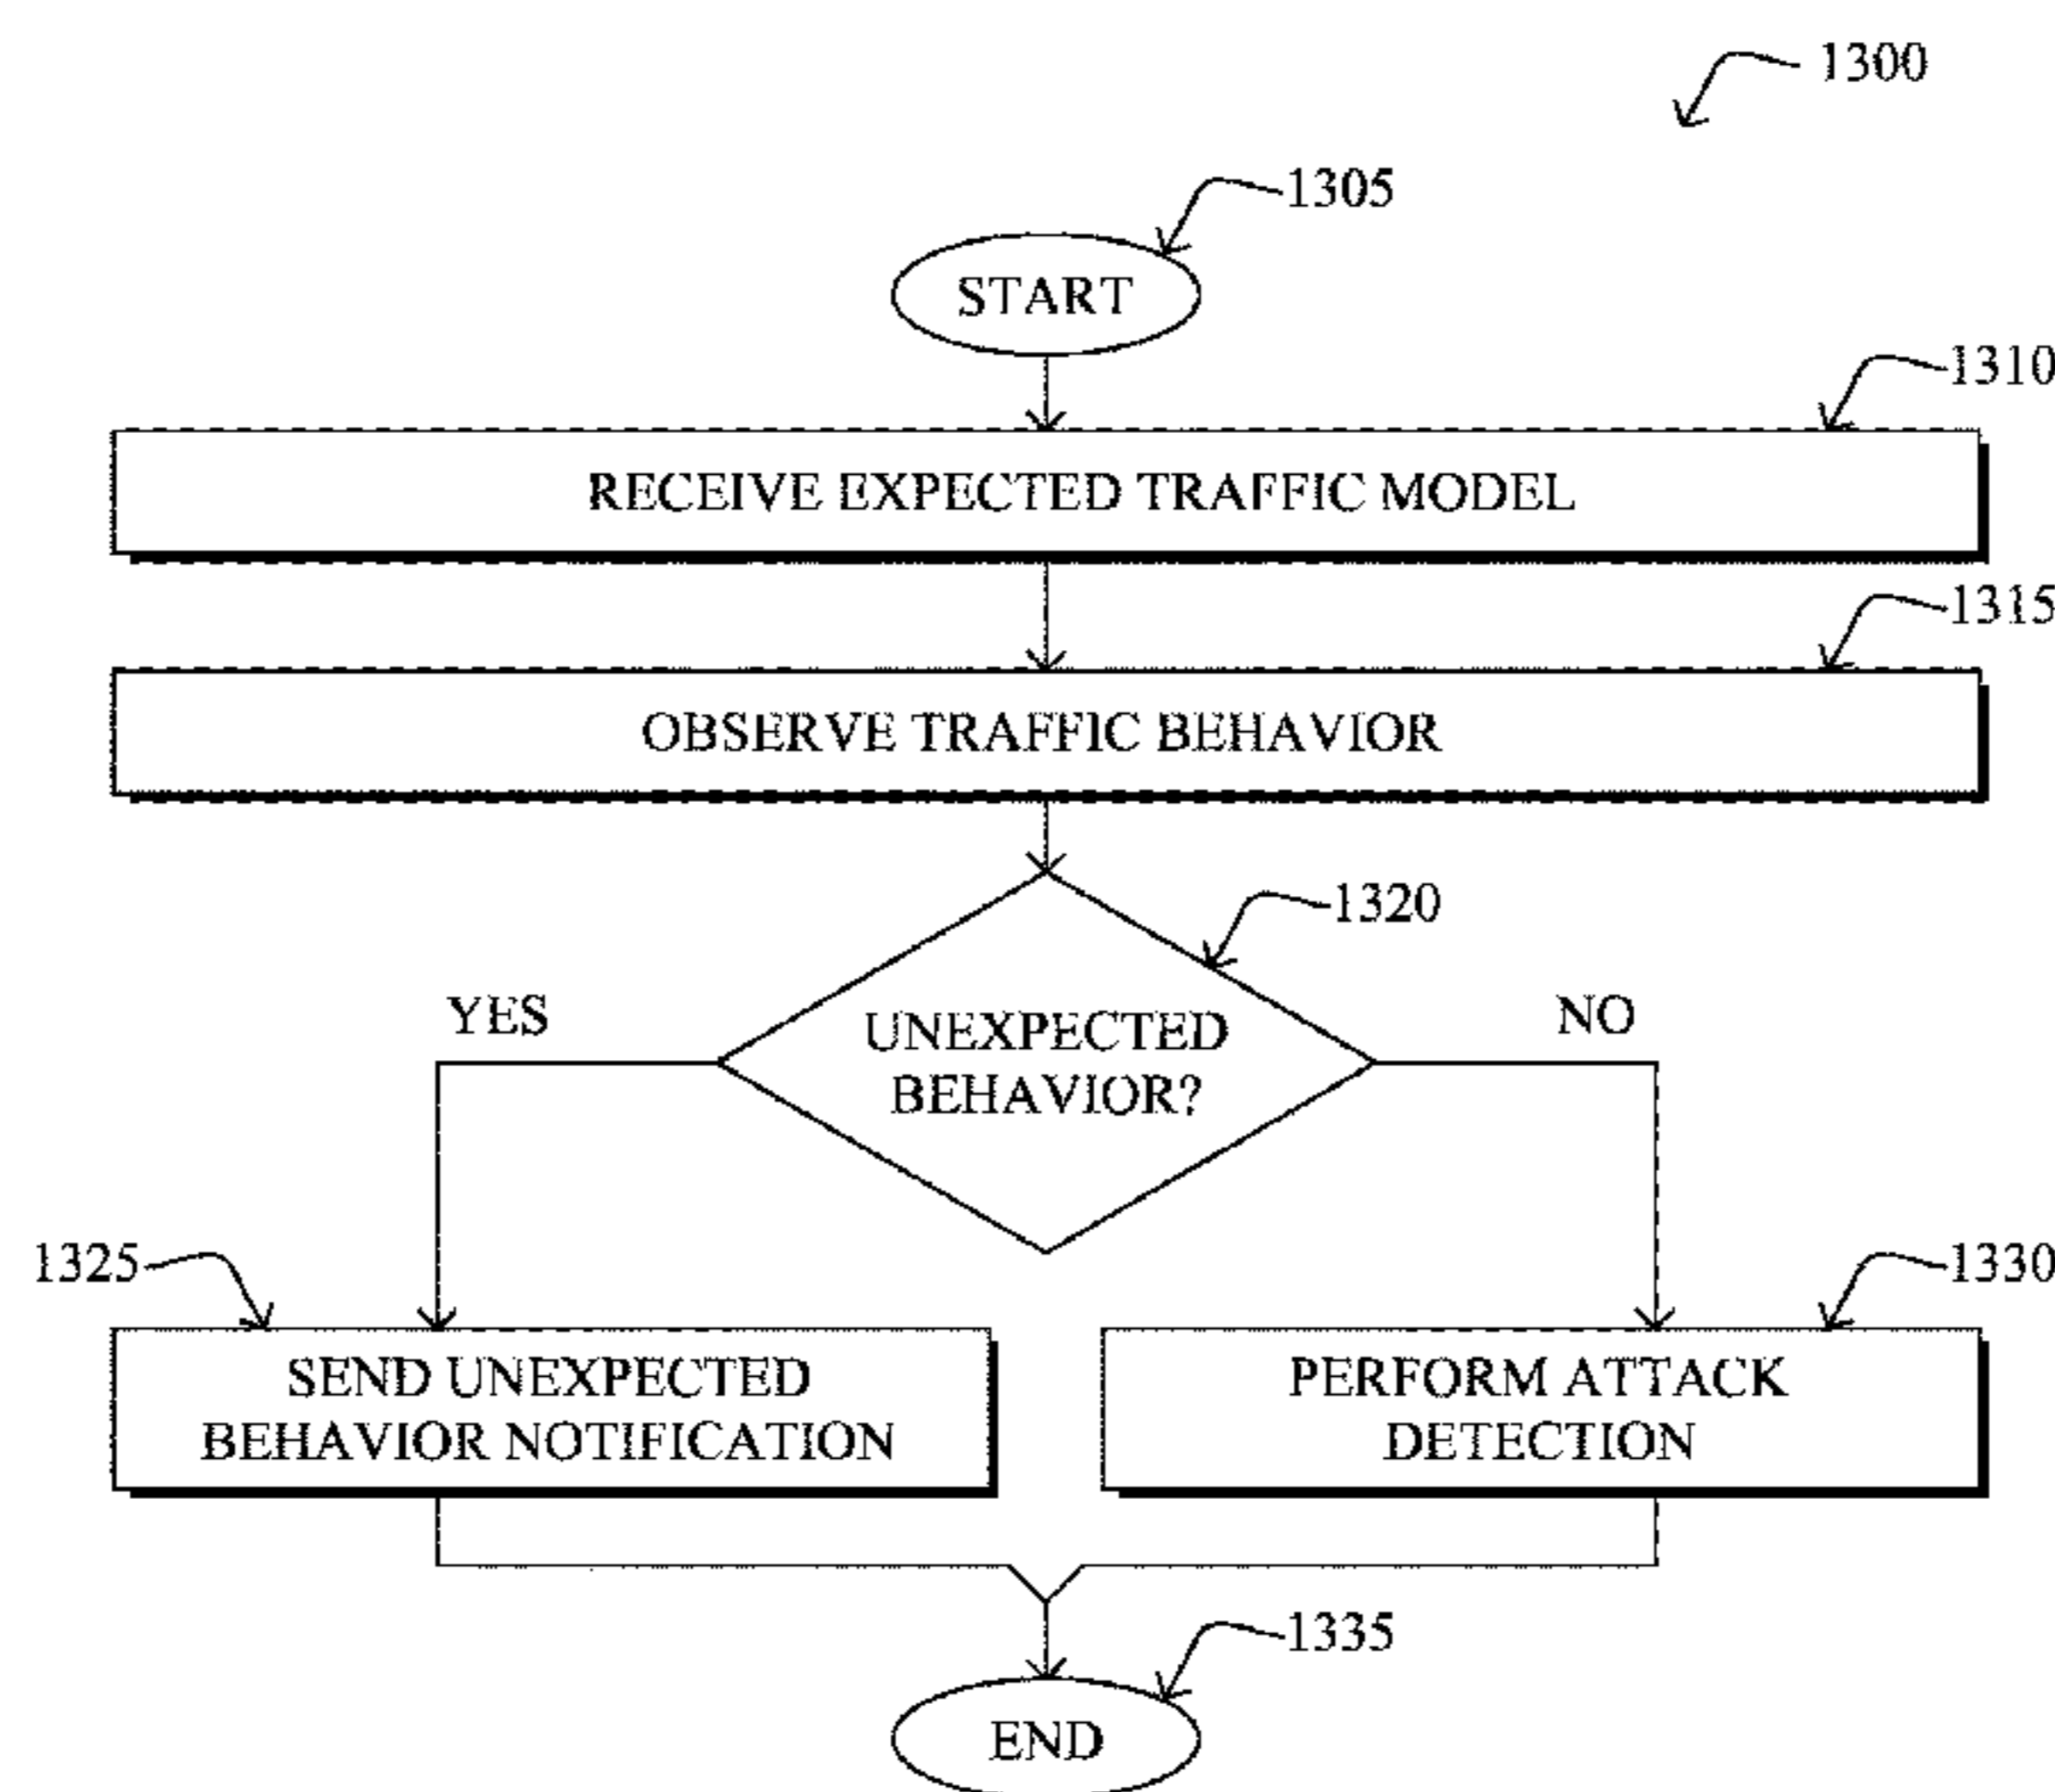 1300
1305
START
1310
RECEIVE EXPECTED TRAFFIC MODEL
1315
OBSERVE TRAFFIC BEHAVIOR
1320
YES
UNEXPECTED
BEHAVIOR?
NO
1325
1330
SEND UNEXPECTED
BEHAVIOR NOTIFICATION
PERFORM ATTACK
DETECTION
1335
END